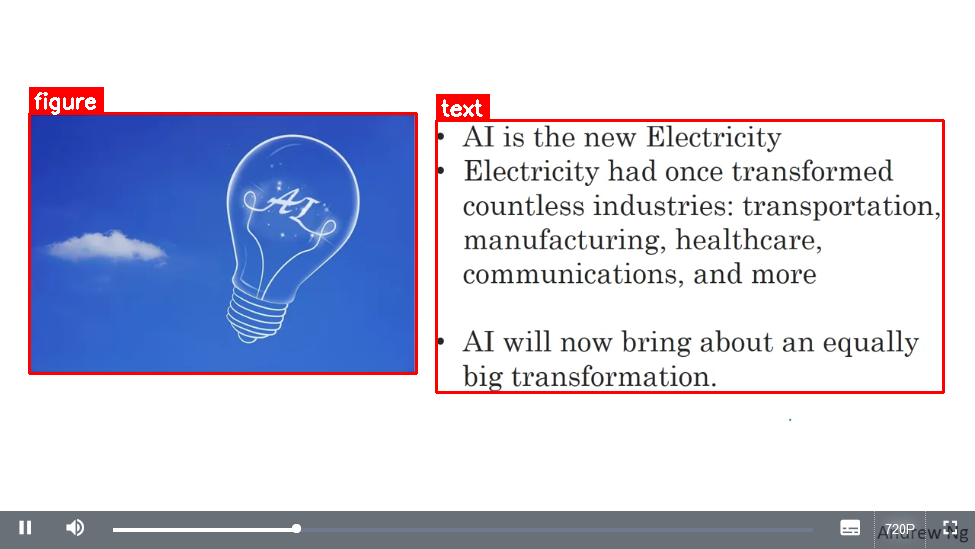 figure
text
AI
• AI is the new Electricity
• Electricity had once transformed
countless industries: transportation,
manufacturing, healthcare,
communications, and more
• AI will now bring about an equally
big transformation.
720P
Andrew Ng